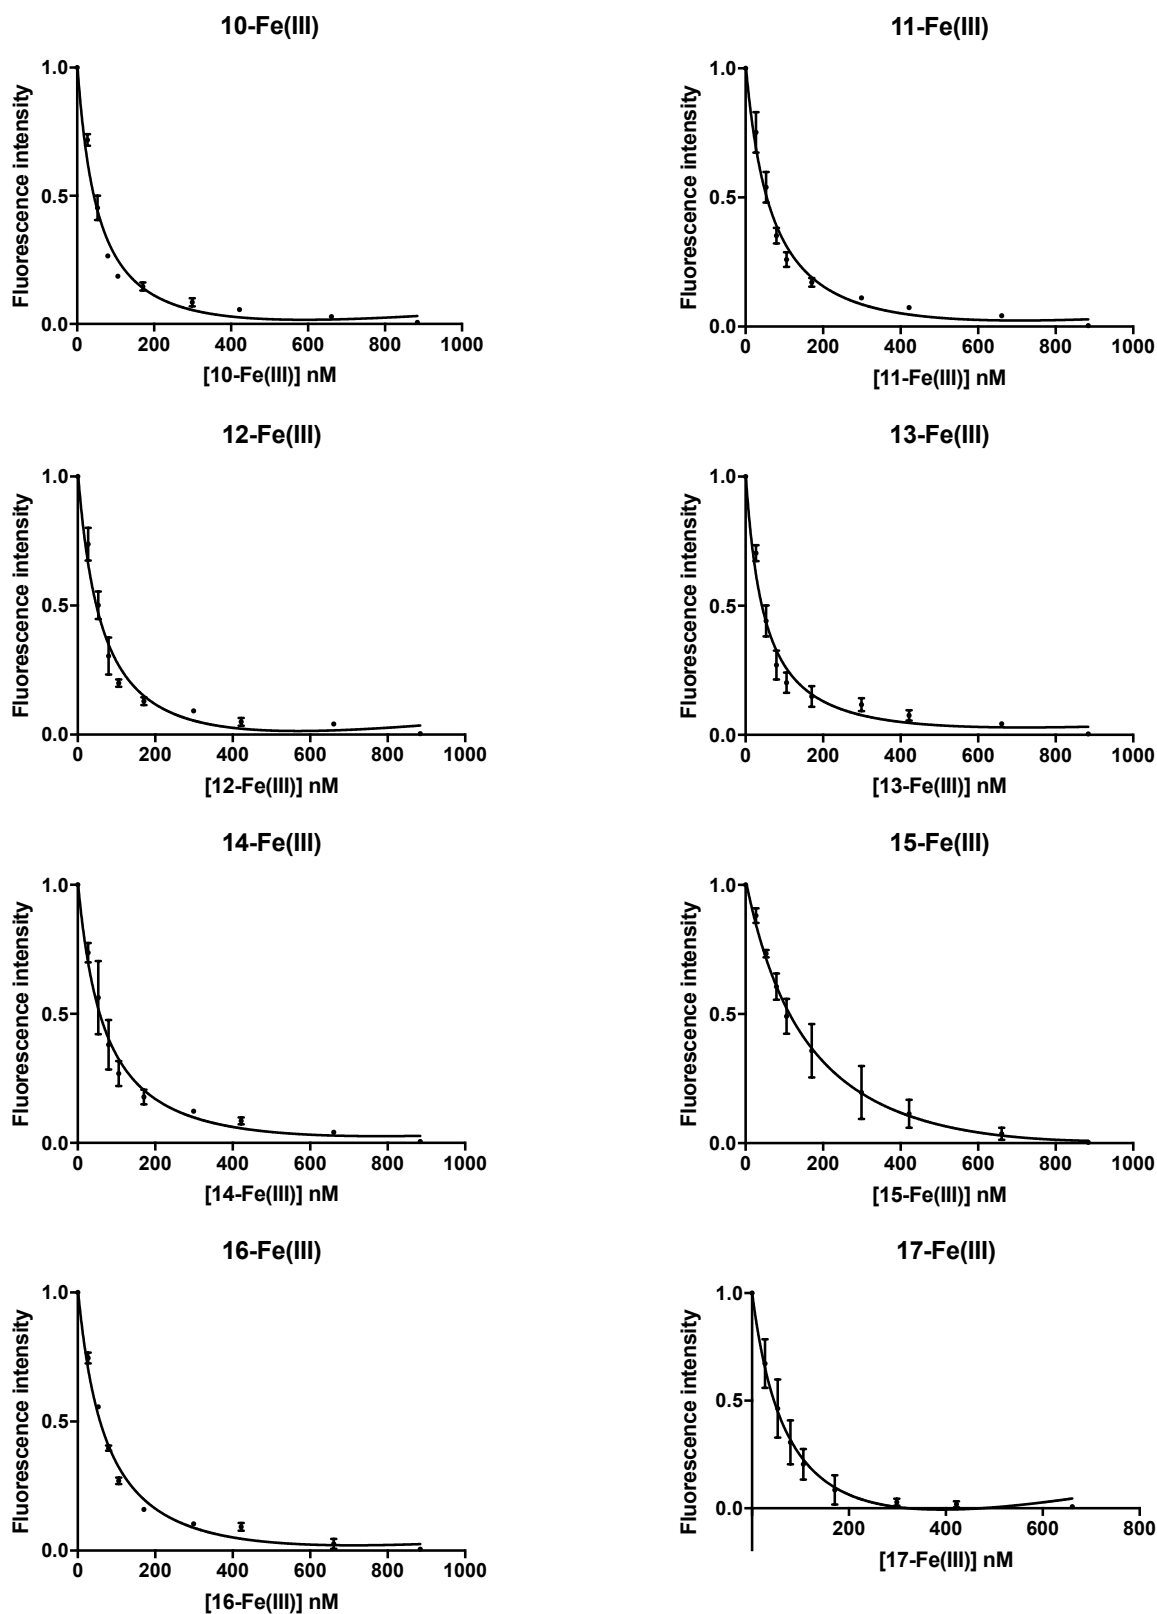 10-Fe(III)
Fluorescence intensity
1.0
0.5
0.0
0 200 400 600 800 1000
[10-Fe(III)] nM
11-Fe(III)
Fluorescence intensity
1.0
0.5
0.0
0 200 400 600 800 1000
[11-Fe(III)] nM
12-Fe(III)
Fluorescence intensity
1.0
0.5
0.0
0 200 400 600 800 1000
[12-Fe(III)] nM
13-Fe(III)
Fluorescence intensity
1.0
0.5
0.0
0 200 400 600 800 1000
[13-Fe(III)] nM
14-Fe(III)
Fluorescence intensity
1.0
0.5
0.0
0 200 400 600 800 1000
[14-Fe(III)] nM
15-Fe(III)
Fluorescence intensity
1.0
0.5
0.0
0 200 400 600 800 1000
[15-Fe(III)] nM
16-Fe(III)
Fluorescence intensity
1.0
0.5
0.0
0 200 400 600 800 1000
[16-Fe(III)] nM
17-Fe(III)
Fluorescence intensity
1.0
0.5
0.0
200 400 600 800
[17-Fe(III)] nM